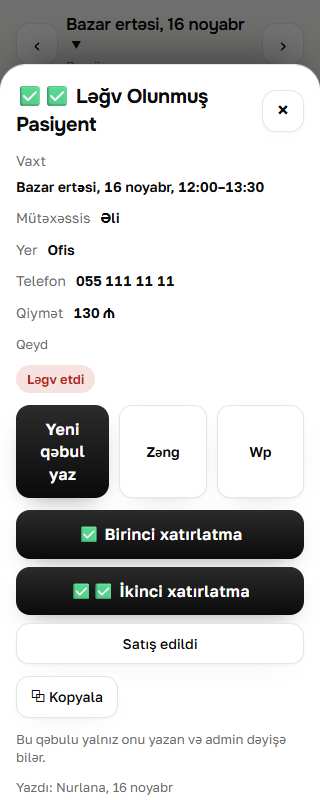 ‹
Bazar ertəsi, 16 noyabr
▼
›
✅✅ Ləğv Olunmuş
Pasiyent
×
Vaxt
Bazar ertəsi, 16 noyabr, 12:00–13:30
Mütəxəssis Əli
Yer Ofis
Telefon 055 111 11 11
Qiymət 130 ₼
Qeyd
Ləğv etdi
Yeni
qəbul
yaz
Zəng
Wp
✅ Birinci xatırlatma
✅✅ İkinci xatırlatma
Satış edildi
Kopyala
Bu qəbulu yalnız onu yazan və admin dəyişə
bilər.
Yazdı: Nurlana, 16 noyabr